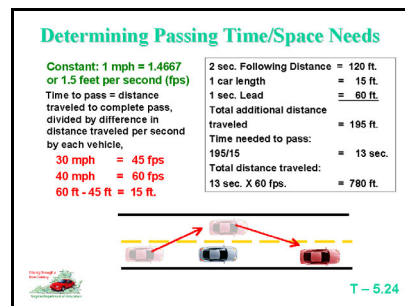 Determining Passing Time/Space Needs
Constant: 1 mph = 1.4667
or 1.5 feet per second (fps)
Time to pass = distance
traveled to complete pass,
divided by difference in
distance traveled per second
by each vehicle,
30 mph = 45 fps
40 mph = 60 fps
60 ft - 45 ft = 15 ft.
2 sec. Following Distance = 120 ft.
1 car length = 15 ft.
1 sec. Lead = 60 ft.
Total additional distance
traveled = 195 ft.
Time needed to pass:
195/15 = 13 sec.
Total distance traveled:
13 sec. X 60 fps. = 780 ft.
T – 5.24